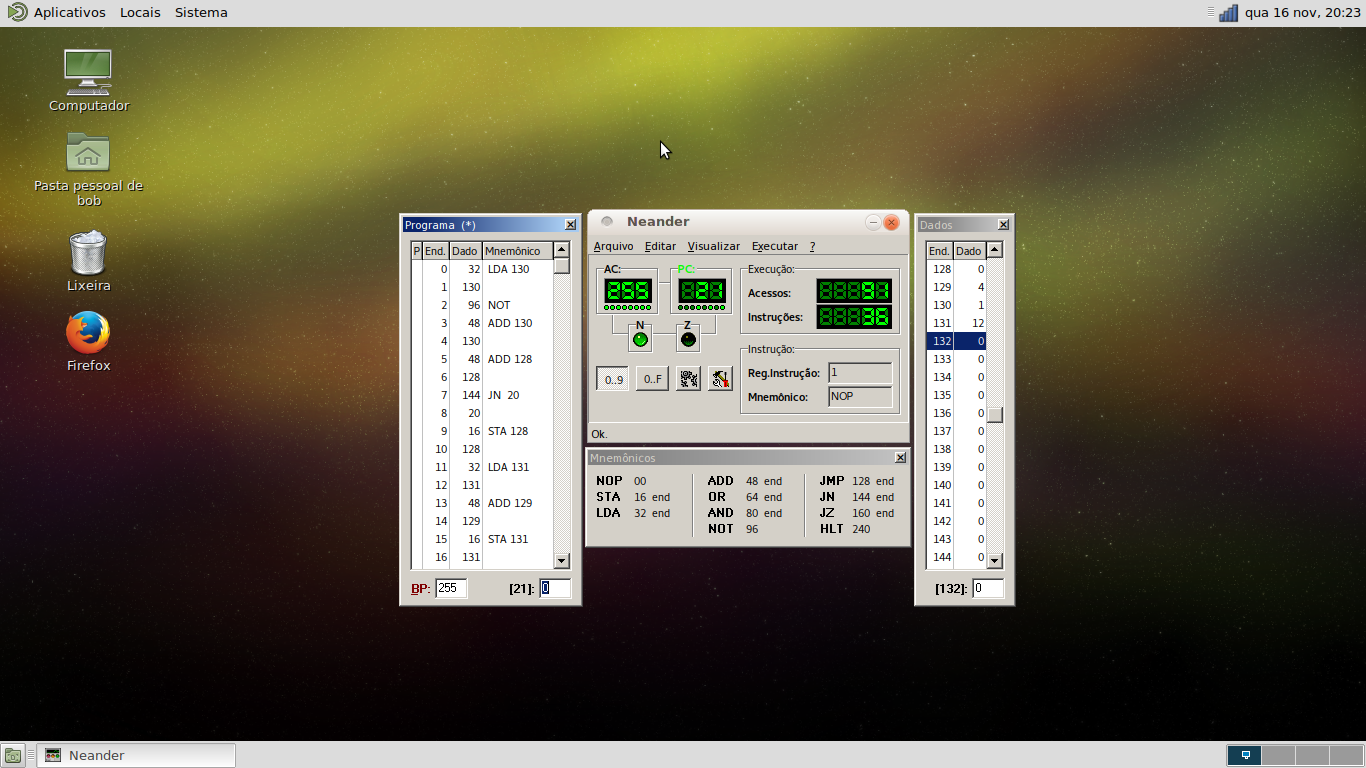 Aplicativos Locais Sistema qua 16 nov, 20:23
Computador
Pasta pessoal de
bob
Lixeira
Firefox
Programa (*)
P End. Dado Mnemônico
0 32 LDA 130
1 130
2 96 NOT
3 48 ADD 130
4 130
5 48 ADD 128
6 128
7 144 JN 20
8 20
9 16 STA 128
10 128
11 32 LDA 131
12 131
13 48 ADD 129
14 129
15 16 STA 131
16 131
BP: 255 [21]: 0
Neander
Arquivo Editar Visualizar Executar ?
AC: PC: Execução:
255 21 Acessos: 91
Instruções: 36
N Z
Instrução:
0..9 0..F Reg.Instrução: 1
Mnemônico: NOP
Ok.
Mnemônicos
NOP 00 ADD 48 end JMP 128 end
STA 16 end OR 64 end JN 144 end
LDA 32 end AND 80 end JZ 160 end
NOT 96 HLT 240
Dados
End. Dado
128 0
129 4
130 1
131 12
132 0
133 0
134 0
135 0
136 0
137 0
138 0
139 0
140 0
141 0
142 0
143 0
144 0
[132]: 0
Neander